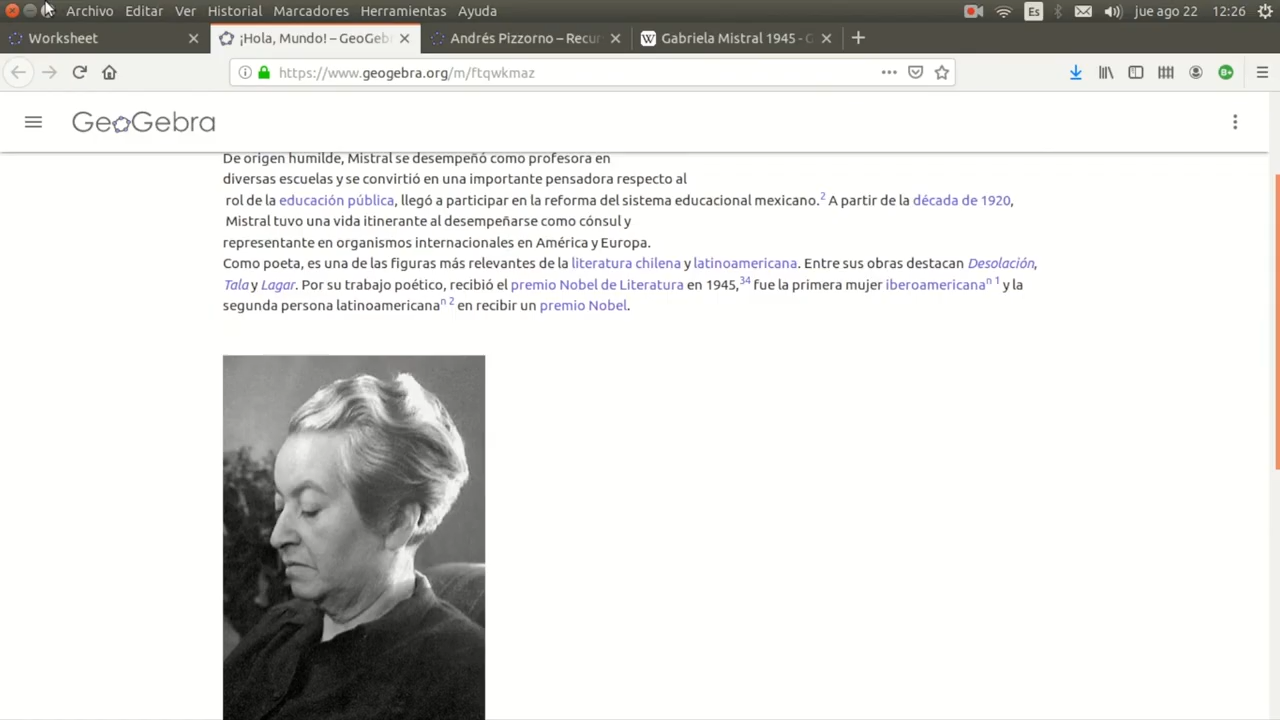 Archivo Editar Ver Historial Marcadores Herramientas Ayuda Es jue ago 22 12:26
Worksheet ¡Hola, Mundo! – GeoGeb Andrés Pizzorno – Recur Gabriela Mistral 1945 - G
https://www.geogebra.org/m/ftqwkmaz B+
GeoGebra
De origen humilde, Mistral se desempeñó como profesora en
diversas escuelas y se convirtió en una importante pensadora respecto al
rol de la educación pública, llegó a participar en la reforma del sistema educacional mexicano.2 A partir de la década de 1920,
Mistral tuvo una vida itinerante al desempeñarse como cónsul y
representante en organismos internacionales en América y Europa.
Como poeta, es una de las figuras más relevantes de la literatura chilena y latinoamericana. Entre sus obras destacan Desolación,
Tala y Lagar. Por su trabajo poético, recibió el premio Nobel de Literatura en 1945,34 fue la primera mujer iberoamericanan 1 y la
segunda persona latinoamericanan 2 en recibir un premio Nobel.